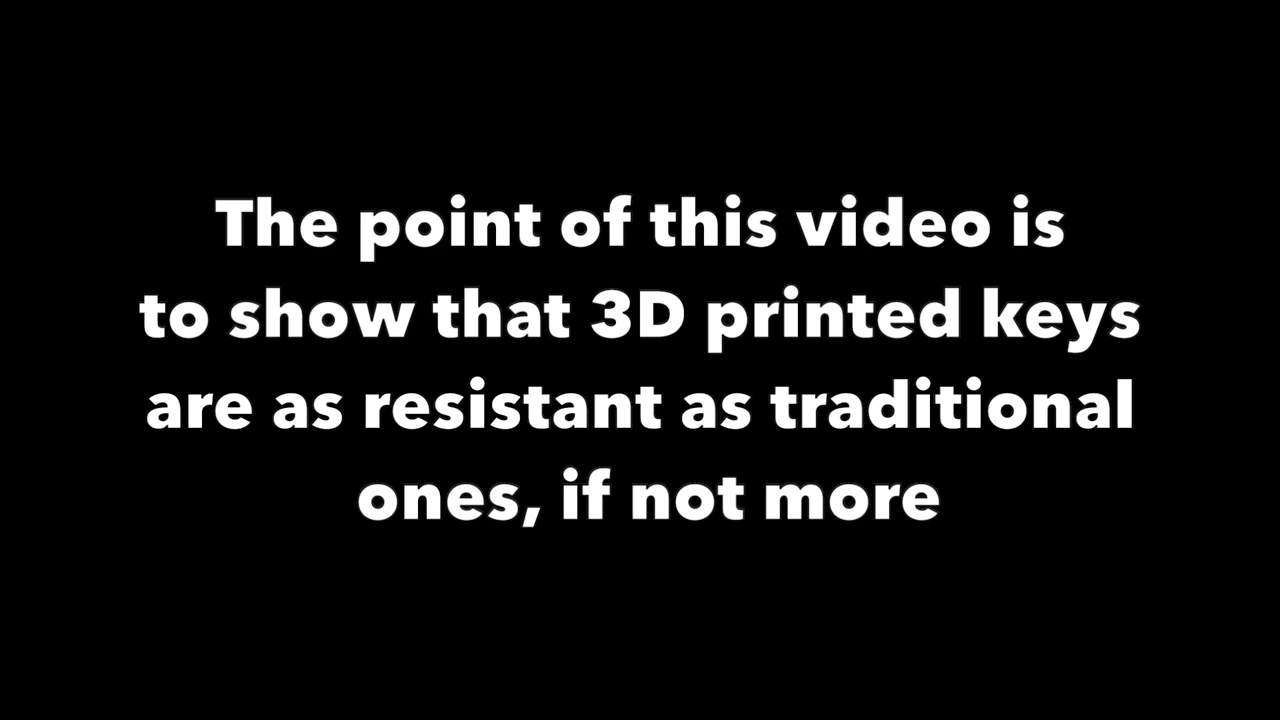 The point of this video is
to show that 3D printed keys
are as resistant as traditional
ones, if not more